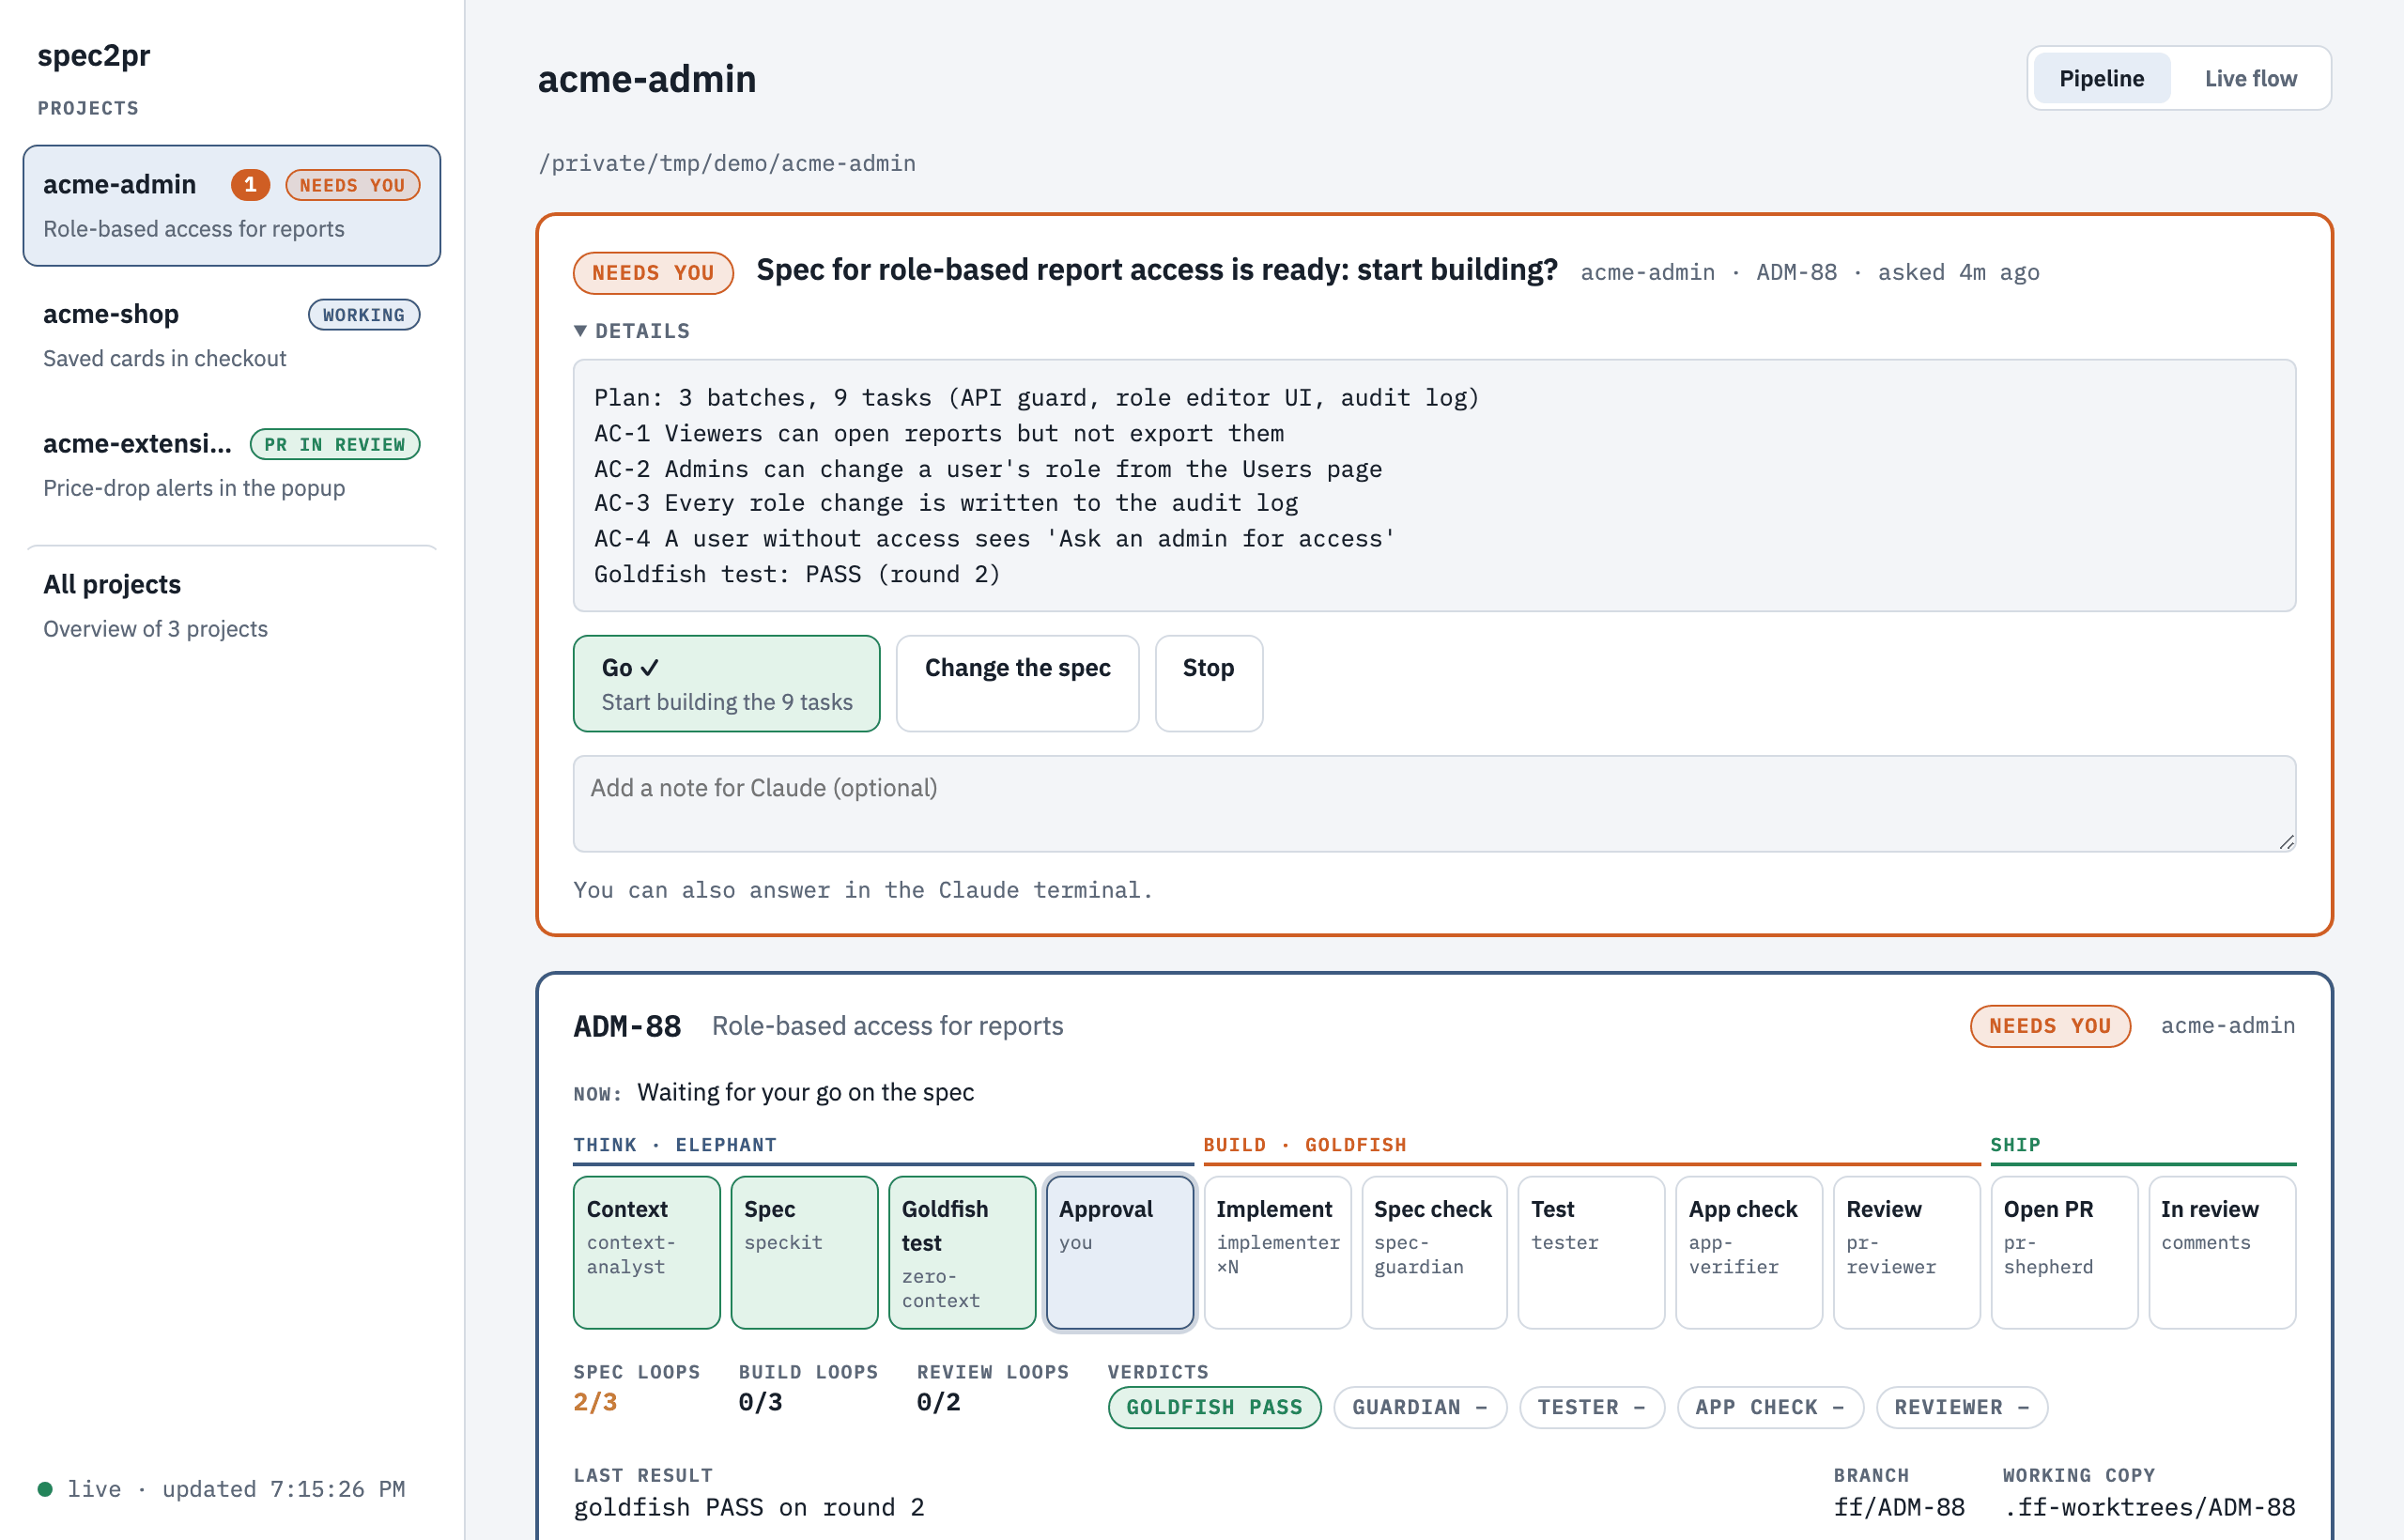 spec2pr
PROJECTS
acme-admin 1 NEEDS YOU
Role-based access for reports
acme-shop WORKING
Saved cards in checkout
acme-extensi... PR IN REVIEW
Price-drop alerts in the popup
All projects
Overview of 3 projects
live · updated 7:15:26 PM
acme-admin
Pipeline Live flow
/private/tmp/demo/acme-admin
NEEDS YOU Spec for role-based report access is ready: start building? acme-admin · ADM-88 · asked 4m ago
▼ DETAILS
Plan: 3 batches, 9 tasks (API guard, role editor UI, audit log)
AC-1 Viewers can open reports but not export them
AC-2 Admins can change a user's role from the Users page
AC-3 Every role change is written to the audit log
AC-4 A user without access sees 'Ask an admin for access'
Goldfish test: PASS (round 2)
Go ✓
Start building the 9 tasks
Change the spec
Stop
Add a note for Claude (optional)
You can also answer in the Claude terminal.
ADM-88 Role-based access for reports NEEDS YOU acme-admin
NOW: Waiting for your go on the spec
THINK · ELEPHANT
Context
context-
analyst
Spec
speckit
Goldfish
test
zero-
context
Approval
you
BUILD · GOLDFISH
Implement
implementer
×N
Spec check
spec-
guardian
Test
tester
App check
app-
verifier
Review
pr-
reviewer
SHIP
Open PR
pr-
shepherd
In review
comments
SPEC LOOPS
2/3
BUILD LOOPS
0/3
REVIEW LOOPS
0/2
VERDICTS
GOLDFISH PASS GUARDIAN – TESTER – APP CHECK – REVIEWER –
LAST RESULT
goldfish PASS on round 2
BRANCH
ff/ADM-88
WORKING COPY
.ff-worktrees/ADM-88